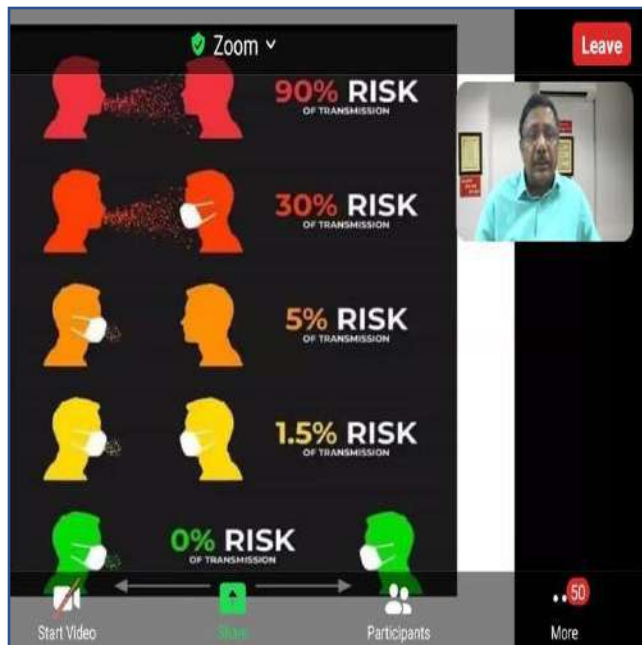 Zoom
Leave
90% RISK
OF TRANSMISSION
30% RISK
OF TRANSMISSION
5% RISK
OF TRANSMISSION
1.5% RISK
OF TRANSMISSION
0% RISK
OF TRANSMISSION
50
Start Video
Share
Participants
More